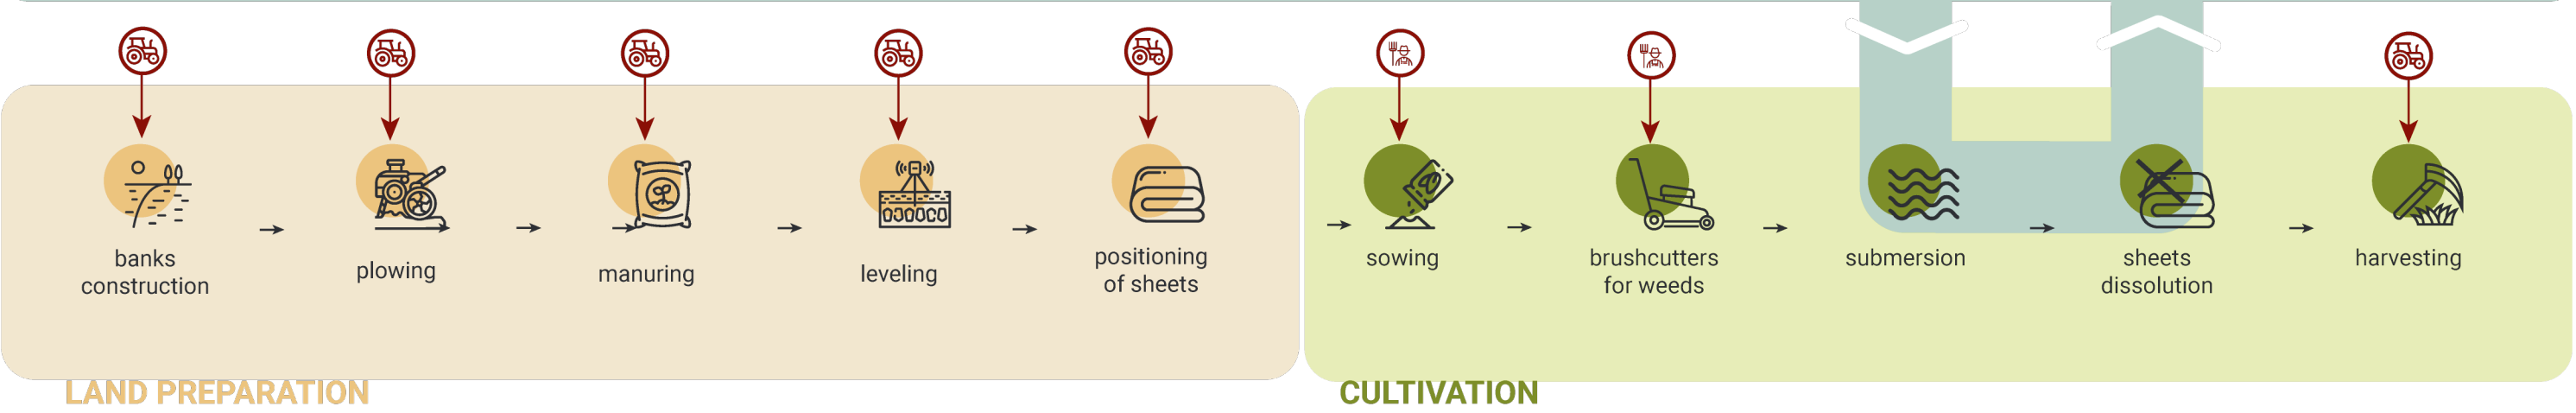 banks
construction
plowing
manuring
leveling
positioning
of sheets
sowing
brushcutters
for weeds
submersion
sheets
dissolution
harvesting
LAND PREPARATION
CULTIVATION